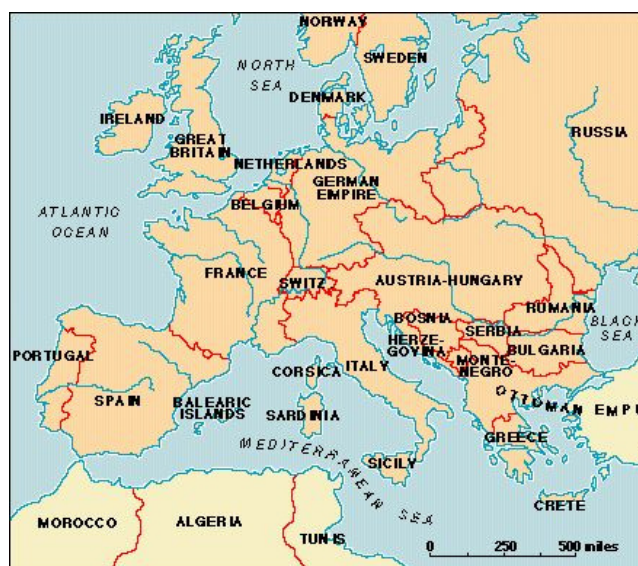 NORWAY
SWEDEN
NORTH
SEA
DENMARK
IRELAND
GREAT
BRITAIN
RUSSIA
NETHERLANDS
GERMAN
EMPIRE
BELGIUM
ATLANTIC
OCEAN
FRANCE
SWITZ
AUSTRIA-HUNGARY
RUMANIA
BLACK
SEA
BOSNIA
HERZE-
GOVINA
SERBIA
BULGARIA
MONTE-
NEGRO
PORTUGAL
SPAIN
BALEARIC
ISLANDS
CORSICA
ITALY
SARDINIA
OTTOMAN EMPI
GREECE
MEDITERRANEAN SEA
SICILY
CRETE
MOROCCO
ALGERIA
TUNIS
0 250 500 miles